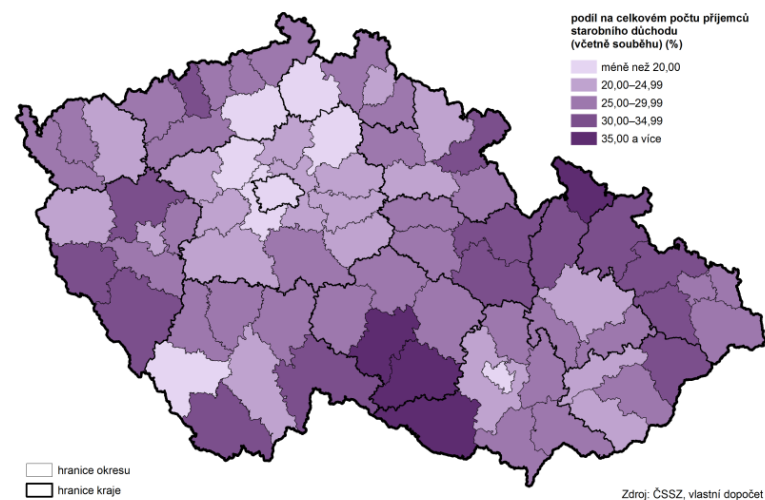 podíl na celkovém počtu příjemců
starobního důchodu
(včetně souběhu) (%)
méně než 20,00
20,00–24,99
25,00–29,99
30,00–34,99
35,00 a více
hranice okresu
hranice kraje
Zdroj: ČSSZ, vlastní dopočet